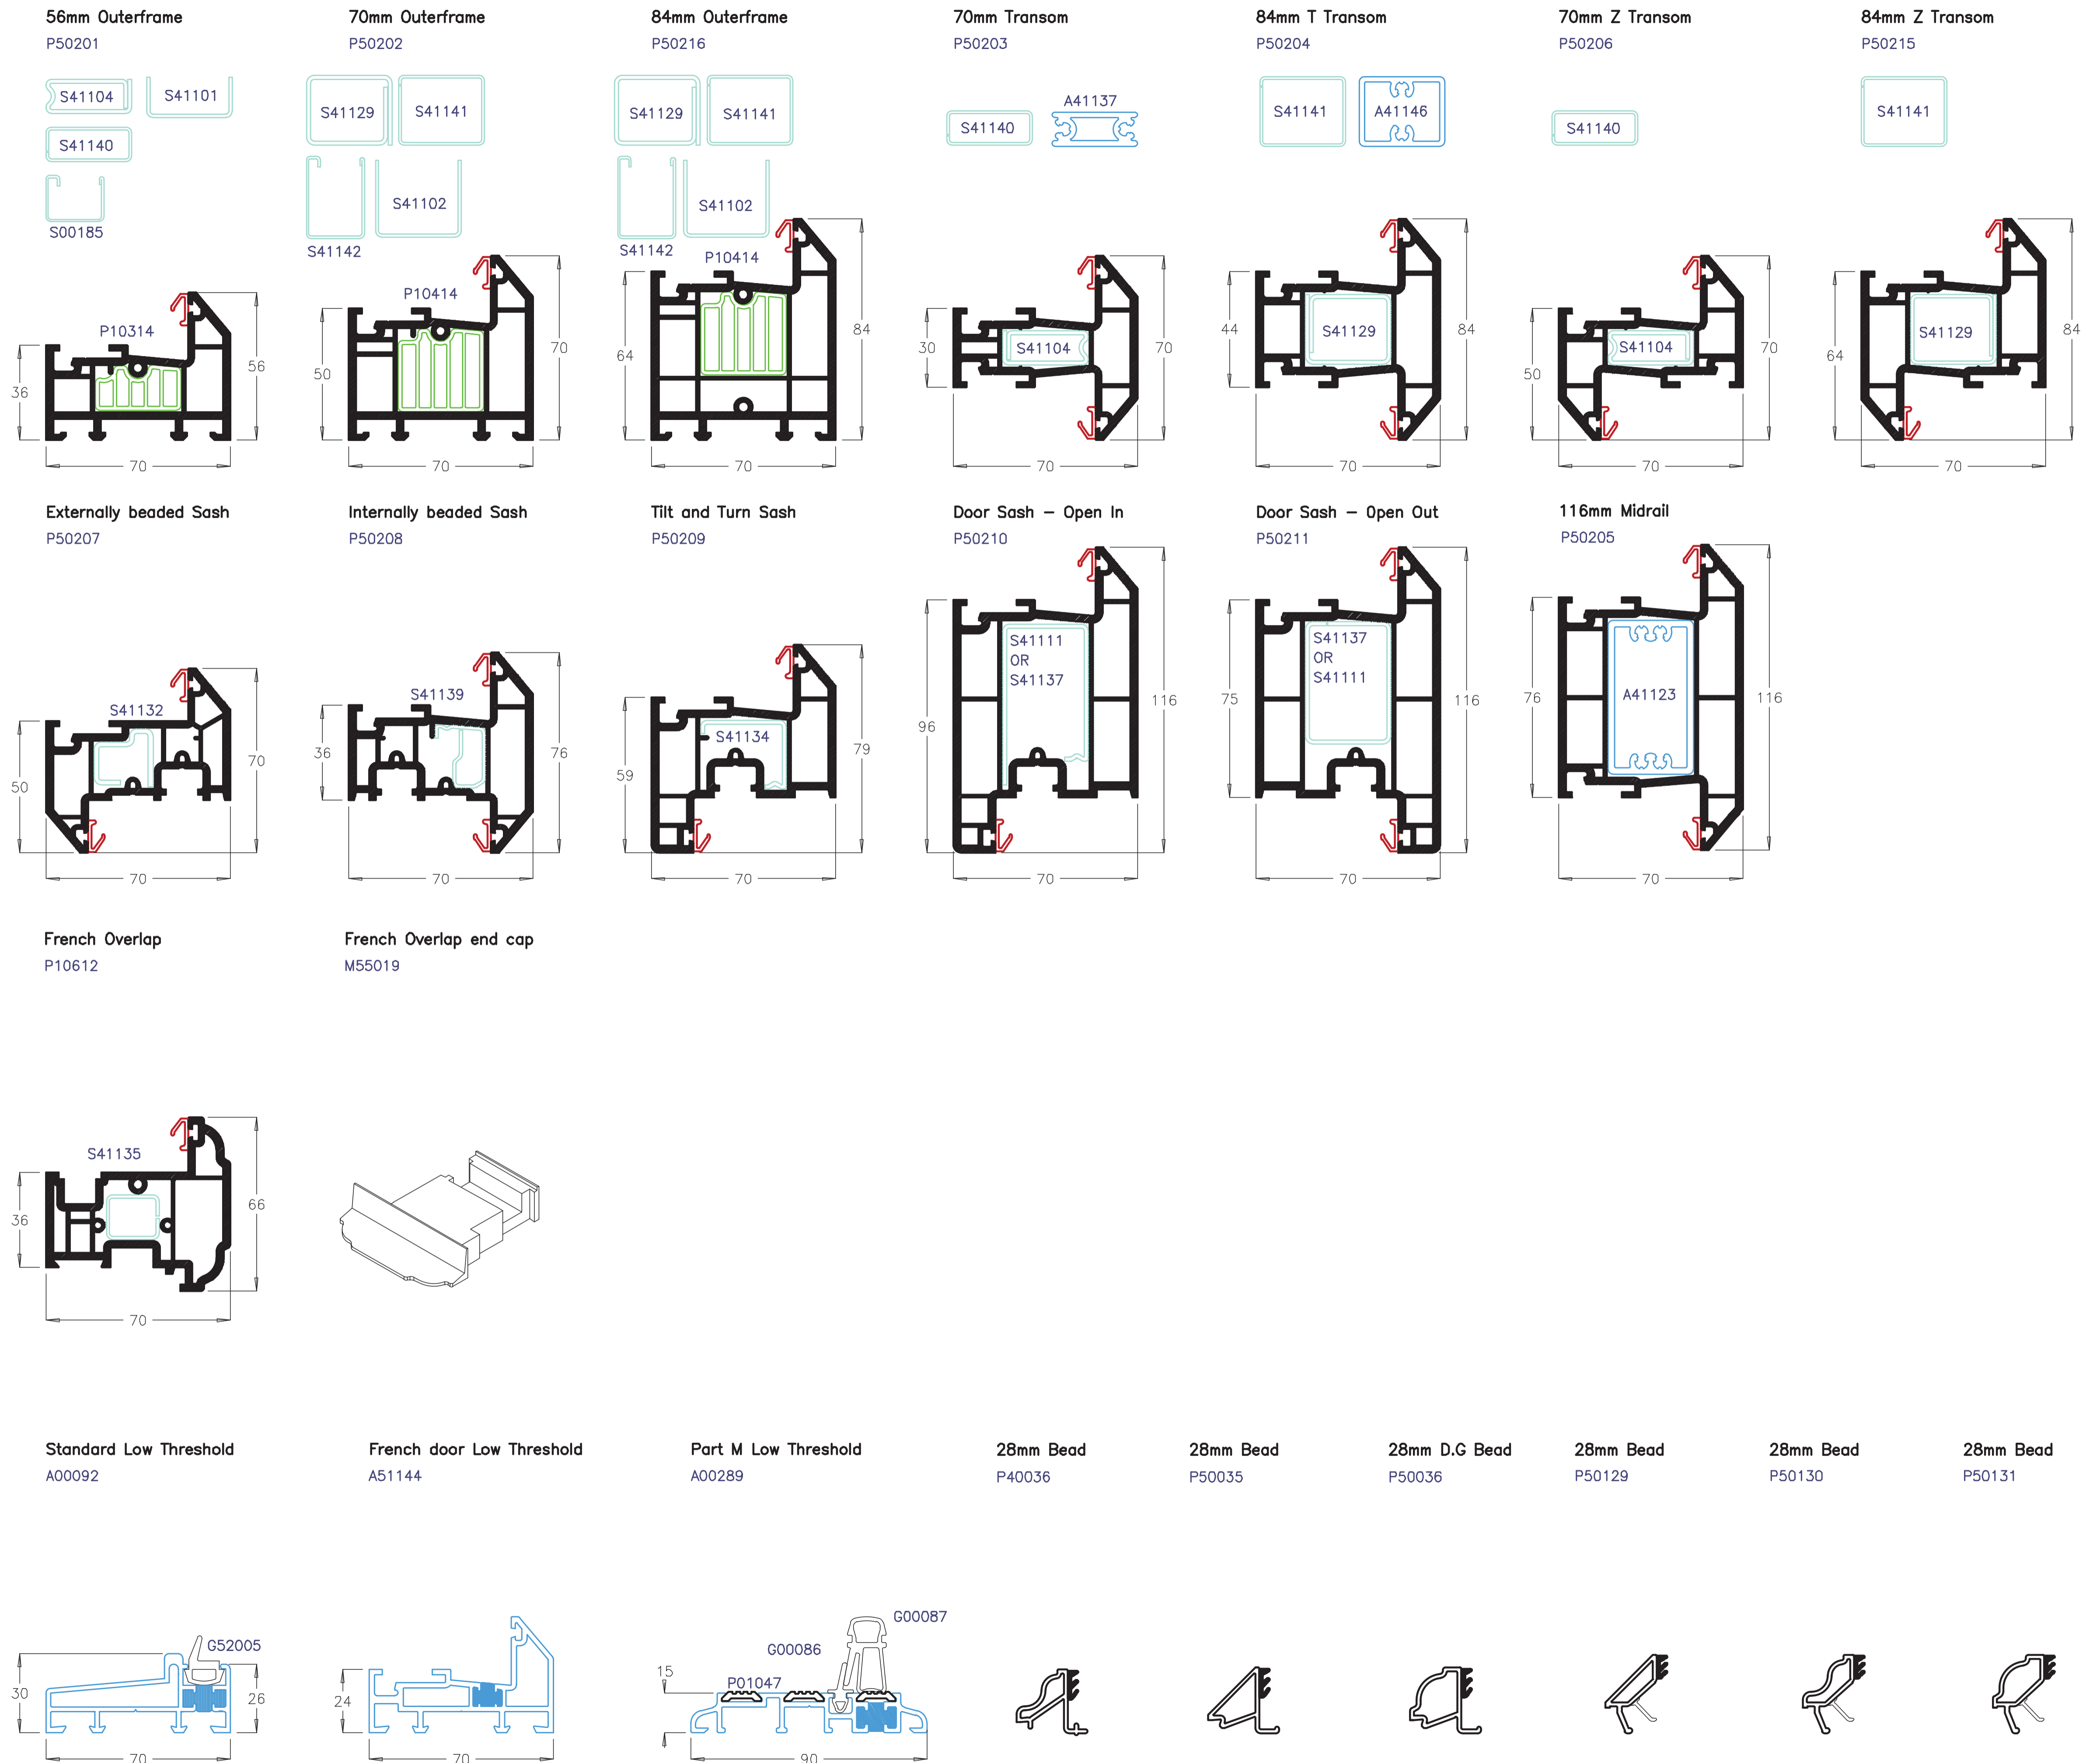 56mm Outerframe
P50201
S41104
S41101
S41140
S00185
P10314
36
56
70
70mm Outerframe
P50202
S41129
S41141
S41102
S41142
P10414
50
70
70
84mm Outerframe
P50216
S41129
S41141
S41102
S41142
P10414
64
84
70
70mm Transom
P50203
S41140
A41137
S41104
30
70
70
84mm T Transom
P50204
S41141
A41146
S41129
44
84
70
70mm Z Transom
P50206
S41140
S41104
50
70
70
84mm Z Transom
P50215
S41141
S41129
64
84
70
Externally beaded Sash
P50207
S41132
50
70
70
Internally beaded Sash
P50208
S41139
36
76
70
Tilt and Turn Sash
P50209
S41134
59
79
70
Door Sash – Open In
P50210
S41111
OR
S41137
96
116
70
Door Sash – Open Out
P50211
S41137
OR
S41111
75
116
70
116mm Midrail
P50205
A41123
76
116
70
French Overlap
P10612
S41135
36
66
70
French Overlap end cap
M55019
Standard Low Threshold
A00092
G52005
30
26
70
French door Low Threshold
A51144
24
70
Part M Low Threshold
A00289
G00087
G00086
P01047
15
90
28mm Bead
P40036
28mm Bead
P50035
28mm D.G Bead
P50036
28mm Bead
P50129
28mm Bead
P50130
28mm Bead
P50131